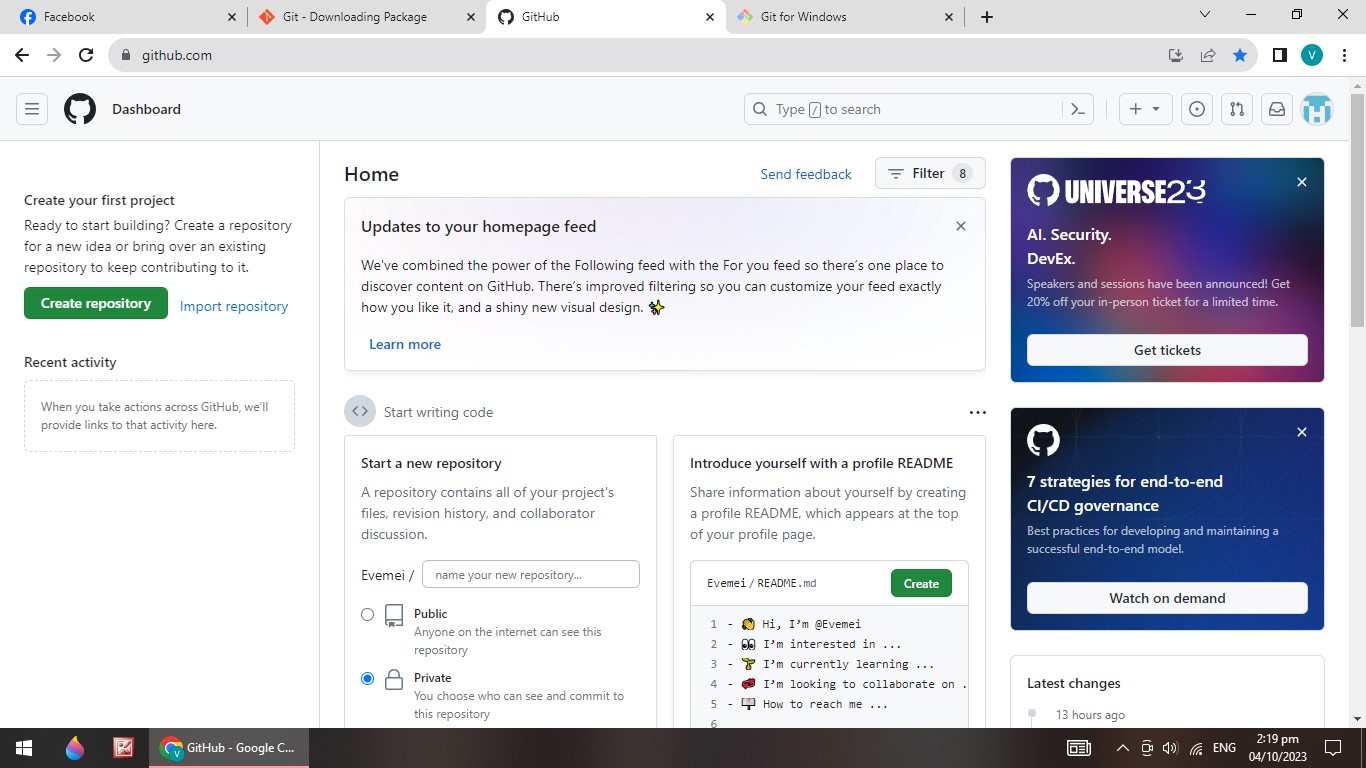 Facebook
Git - Downloading Package
GitHub
Git for Windows
github.com
V
Dashboard
Type / to search
Create your first project
Ready to start building? Create a repository
for a new idea or bring over an existing
repository to keep contributing to it.
Create repository
Import repository
Recent activity
When you take actions across GitHub, we'll
provide links to that activity here.
Home
Send feedback
Filter 8
Updates to your homepage feed
We've combined the power of the Following feed with the For you feed so there's one place to
discover content on GitHub. There's improved filtering so you can customize your feed exactly
how you like it, and a shiny new visual design. ✨
Learn more
Start writing code
Start a new repository
A repository contains all of your project's
files, revision history, and collaborator
discussion.
Evemei / name your new repository...
Public
Anyone on the internet can see this
repository
Private
You choose who can see and commit to
this repository
Introduce yourself with a profile README
Share information about yourself by creating
a profile README, which appears at the top
of your profile page.
Evemei / README.md
Create
1 - 👋 Hi, I'm @Evemei
2 - 👀 I'm interested in ...
3 - 🌱 I'm currently learning ...
4 - 💞️ I'm looking to collaborate on .
5 - 📫 How to reach me ...
6
UNIVERSE23
AI. Security.
DevEx.
Speakers and sessions have been announced! Get
20% off your in-person ticket for a limited time.
Get tickets
7 strategies for end-to-end
CI/CD governance
Best practices for developing and maintaining a
successful end-to-end model.
Watch on demand
Latest changes
13 hours ago
V
GitHub - Google C...
ENG
2:19 pm
04/10/2023